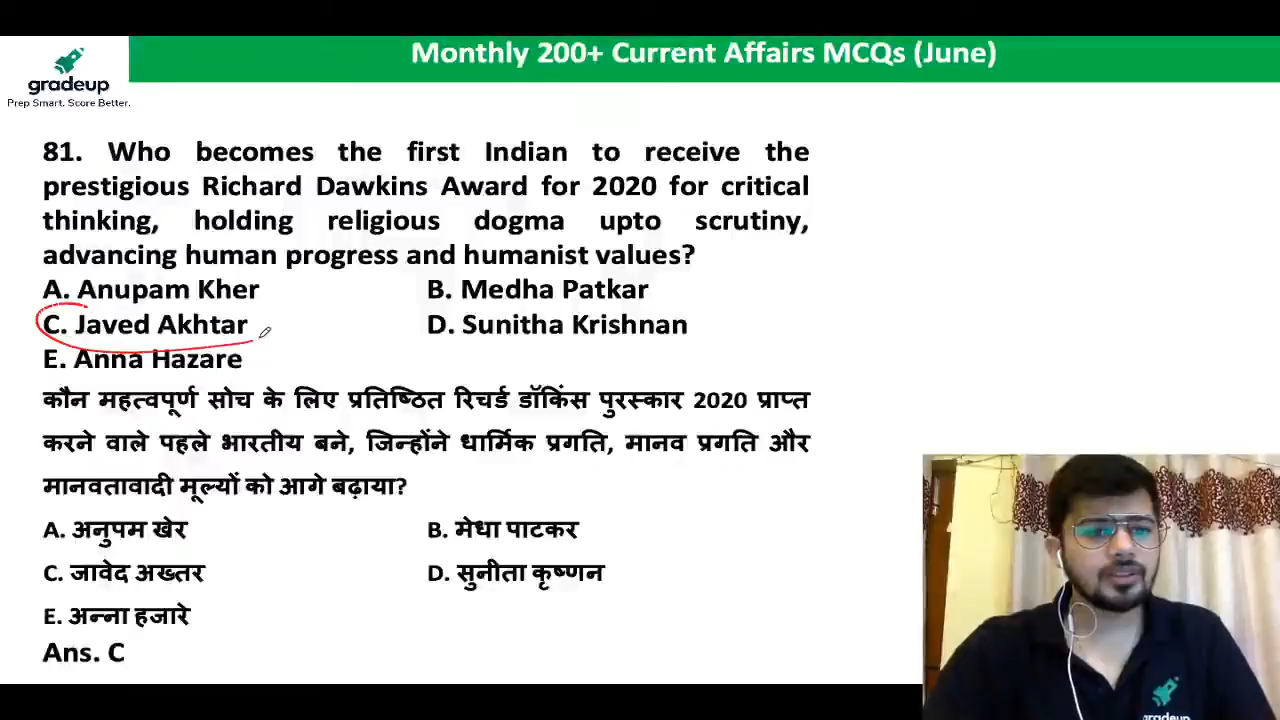 Monthly 200+ Current Affairs MCQs (June)
gradeup
Prep Smart. Score Better.
81. Who becomes the first Indian to receive the
prestigious Richard Dawkins Award for 2020 for critical
thinking, holding religious dogma upto scrutiny,
advancing human progress and humanist values?
A. Anupam Kher B. Medha Patkar
C. Javed Akhtar D. Sunitha Krishnan
E. Anna Hazare
कौन महत्वपूर्ण सोच के लिए प्रतिष्ठित रिचर्ड डॉकिंस पुरस्कार 2020 प्राप्त
करने वाले पहले भारतीय बने, जिन्होंने धार्मिक प्रगति, मानव प्रगति और
मानवतावादी मूल्यों को आगे बढ़ाया?
A. अनुपम खेर B. मेधा पाटकर
C. जावेद अख्तर D. सुनीता कृष्णन
E. अन्ना हजारे
Ans. C
gradeup